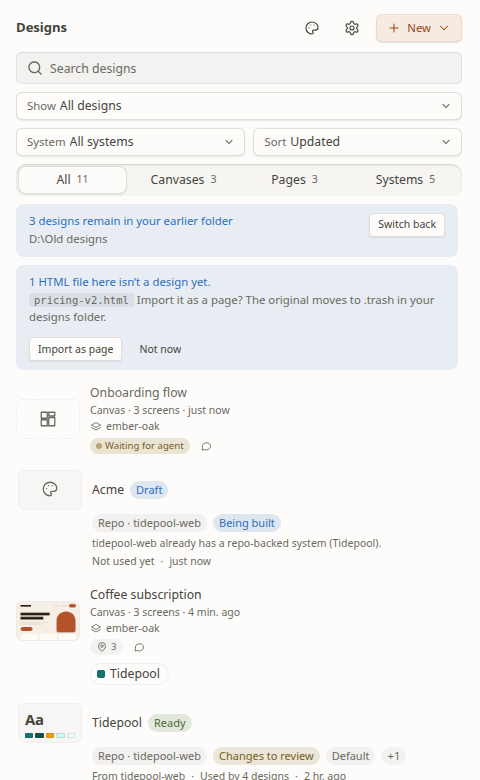 Designs
New
Search designs
Show All designs
System All systems
Sort Updated
All 11
Canvases 3
Pages 3
Systems 5
3 designs remain in your earlier folder
D:\Old designs
Switch back
1 HTML file here isn’t a design yet.
pricing-v2.html Import it as a page? The original moves to .trash in your
designs folder.
Import as page
Not now
Onboarding flow
Canvas · 3 screens · just now
ember-oak
Waiting for agent
Acme Draft
Repo · tidepool-web Being built
tidepool-web already has a repo-backed system (Tidepool).
Not used yet · just now
Coffee subscription
Canvas · 3 screens · 4 min. ago
ember-oak
3
Tidepool
Aa
Tidepool Ready
Repo · tidepool-web Changes to review Default +1
From tidepool-web · Used by 4 designs · 2 hr. ago